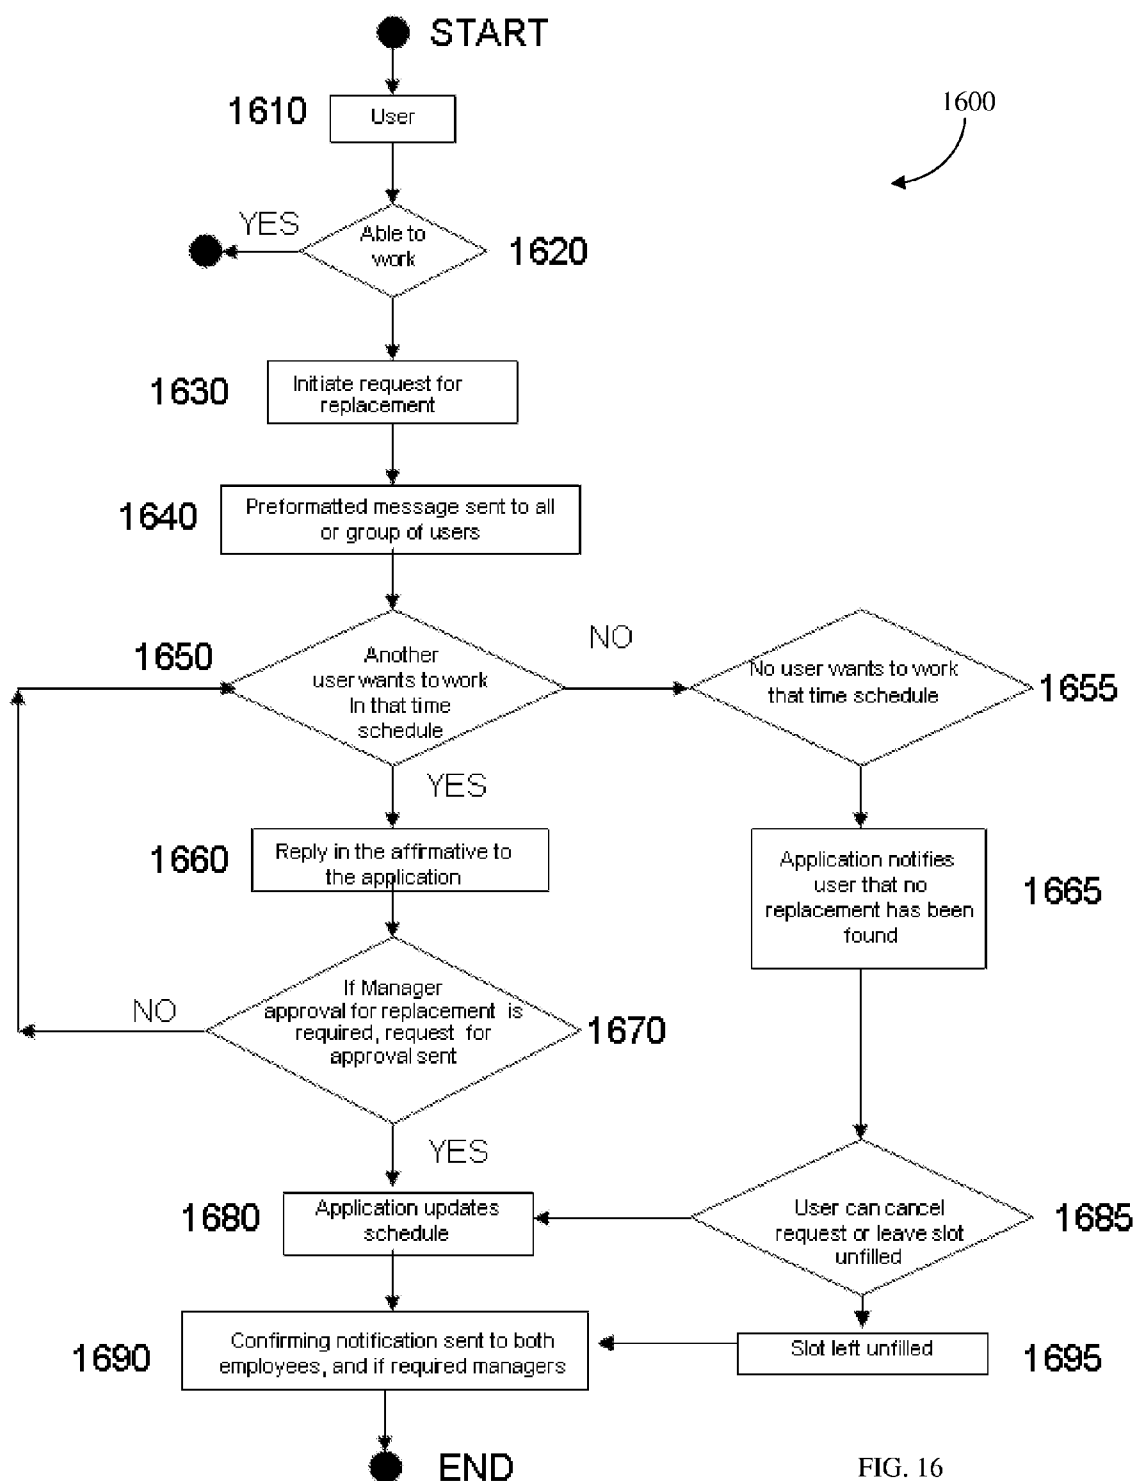 START
1600
1610
User
YES
Able to
work
1620
1630
Initiate request for
replacement
1640
Preformatted message sent to all
or group of users
1650
Another
user wants to work
In that time
schedule
NO
No user wants to work
that time schedule
1655
YES
1660
Reply in the affirmative to
the application
Application notifies
user that no
replacement has been
found
1665
NO
If Manager
approval for replacement is
required, request for
approval sent
1670
YES
1680
Application updates
schedule
User can cancel
request or leave slot
unfilled
1685
1690
Confirming notification sent to both
employees, and if required managers
Slot left unfilled
1695
END
FIG. 16